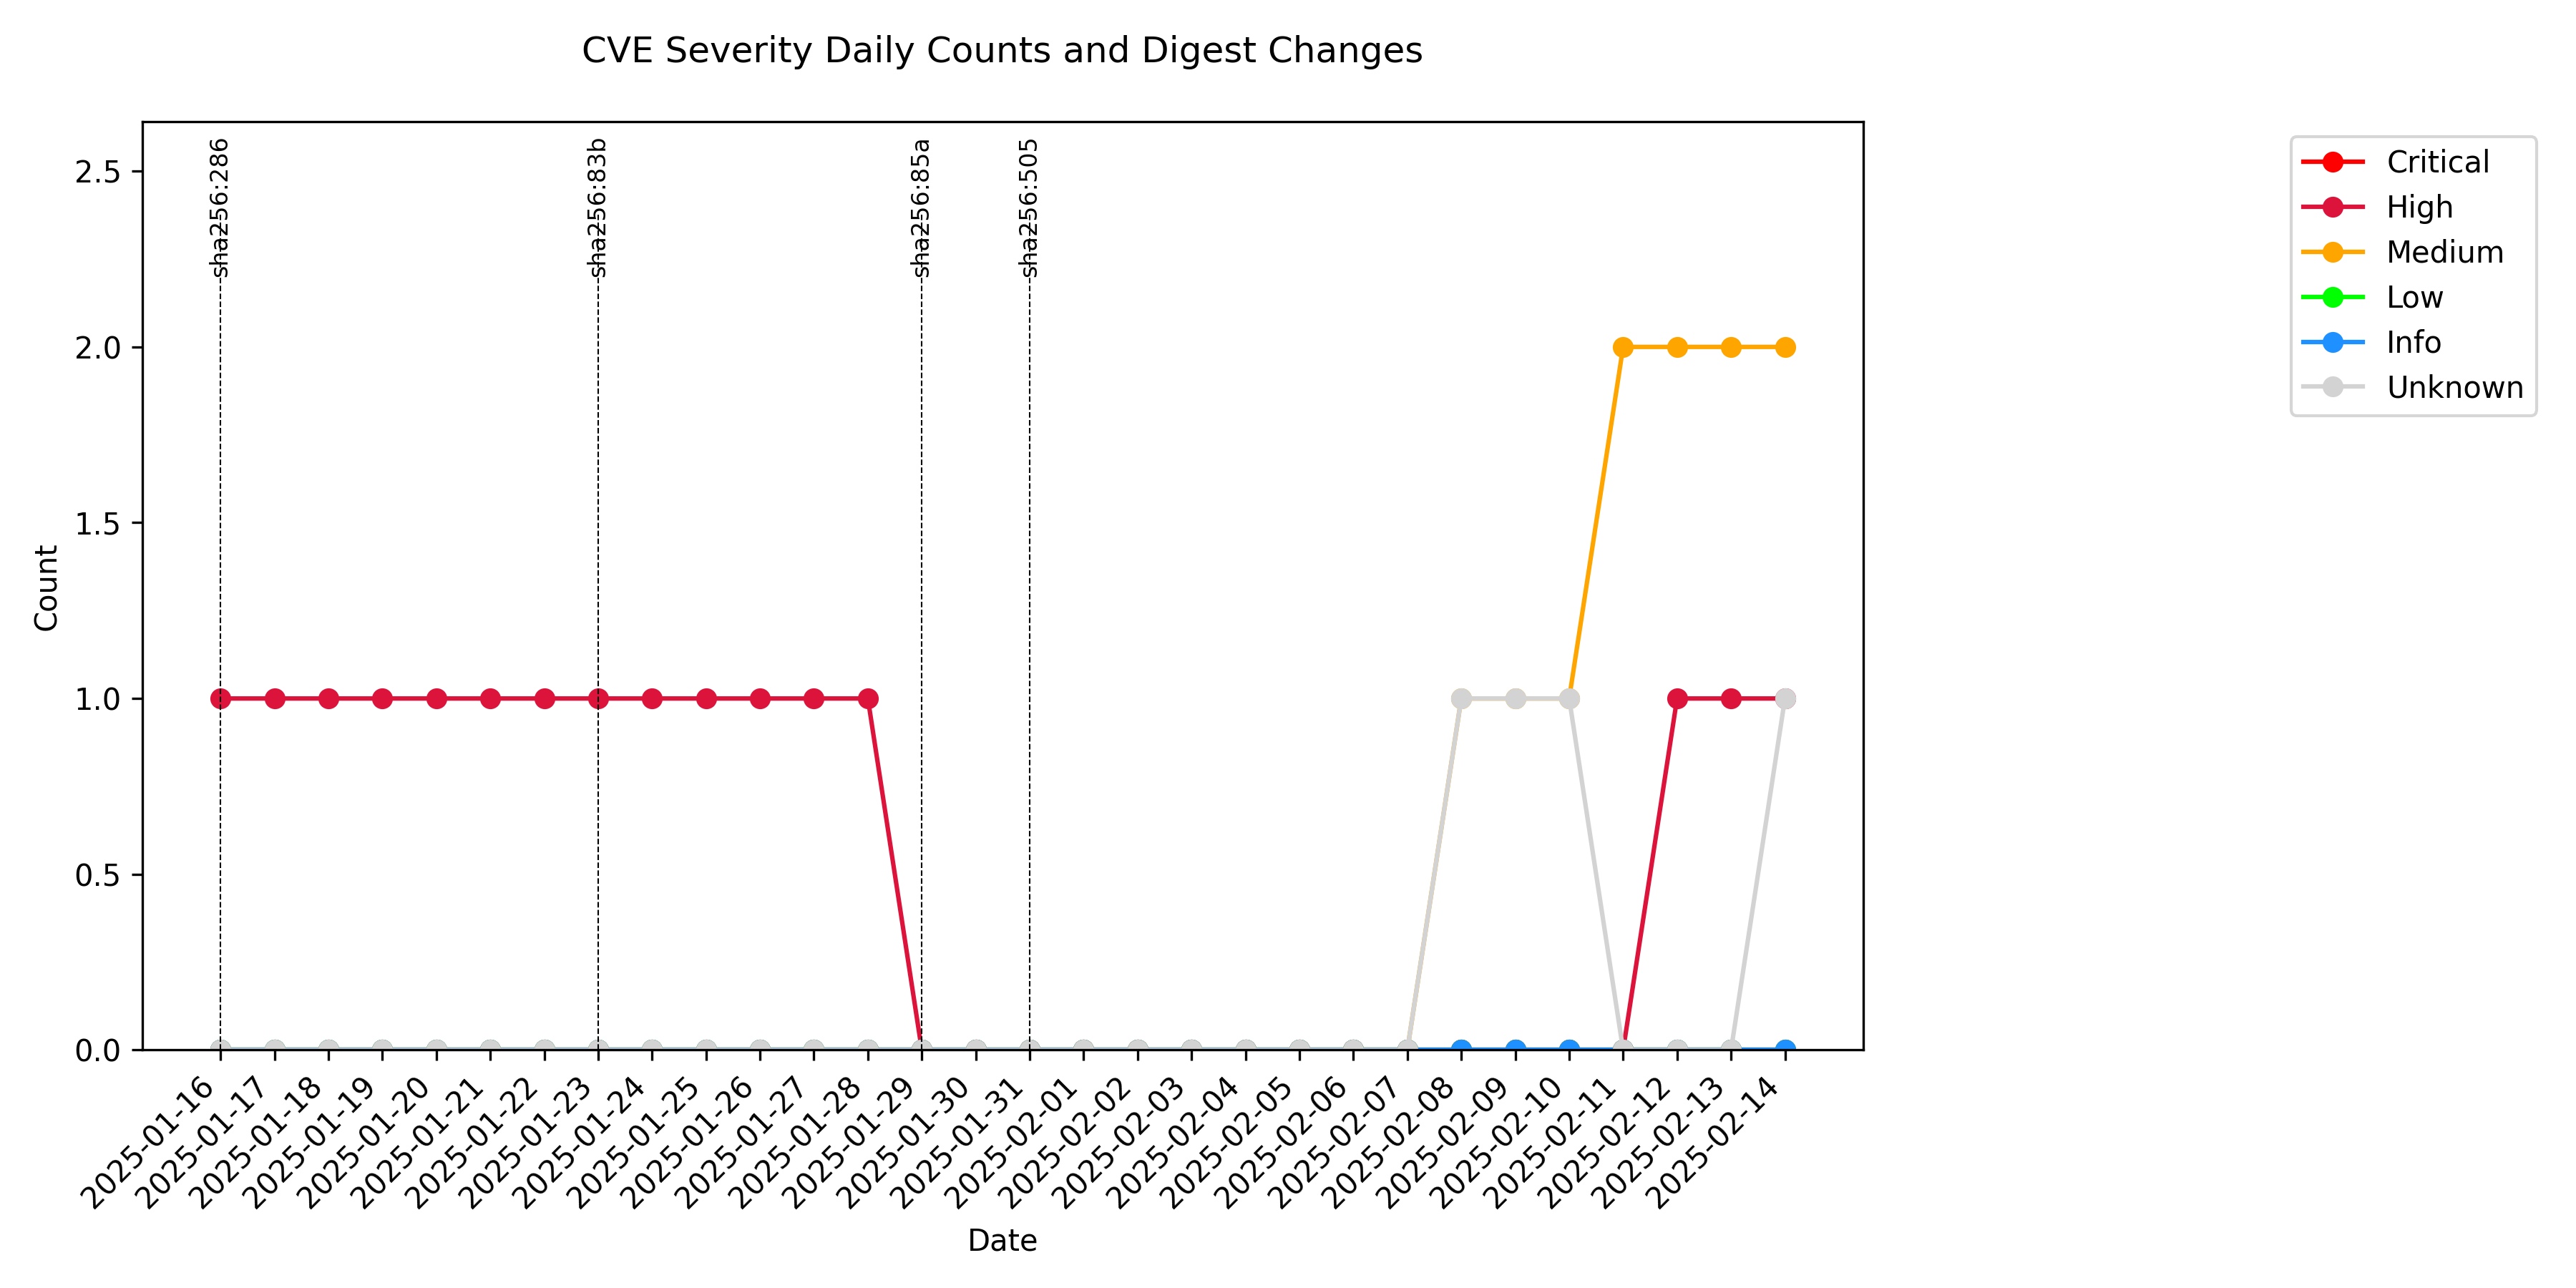 CVE Severity Daily Counts and Digest Changes
sha256:286
sha256:83b
sha256:85a
sha256:505
Critical
High
Medium
Low
Info
Unknown
2.5
2.0
1.5
1.0
0.5
0.0
Count
2025-01-16
2025-01-17
2025-01-18
2025-01-19
2025-01-20
2025-01-21
2025-01-22
2025-01-23
2025-01-24
2025-01-25
2025-01-26
2025-01-27
2025-01-28
2025-01-29
2025-01-30
2025-01-31
2025-02-01
2025-02-02
2025-02-03
2025-02-04
2025-02-05
2025-02-06
2025-02-07
2025-02-08
2025-02-09
2025-02-10
2025-02-11
2025-02-12
2025-02-13
2025-02-14
Date